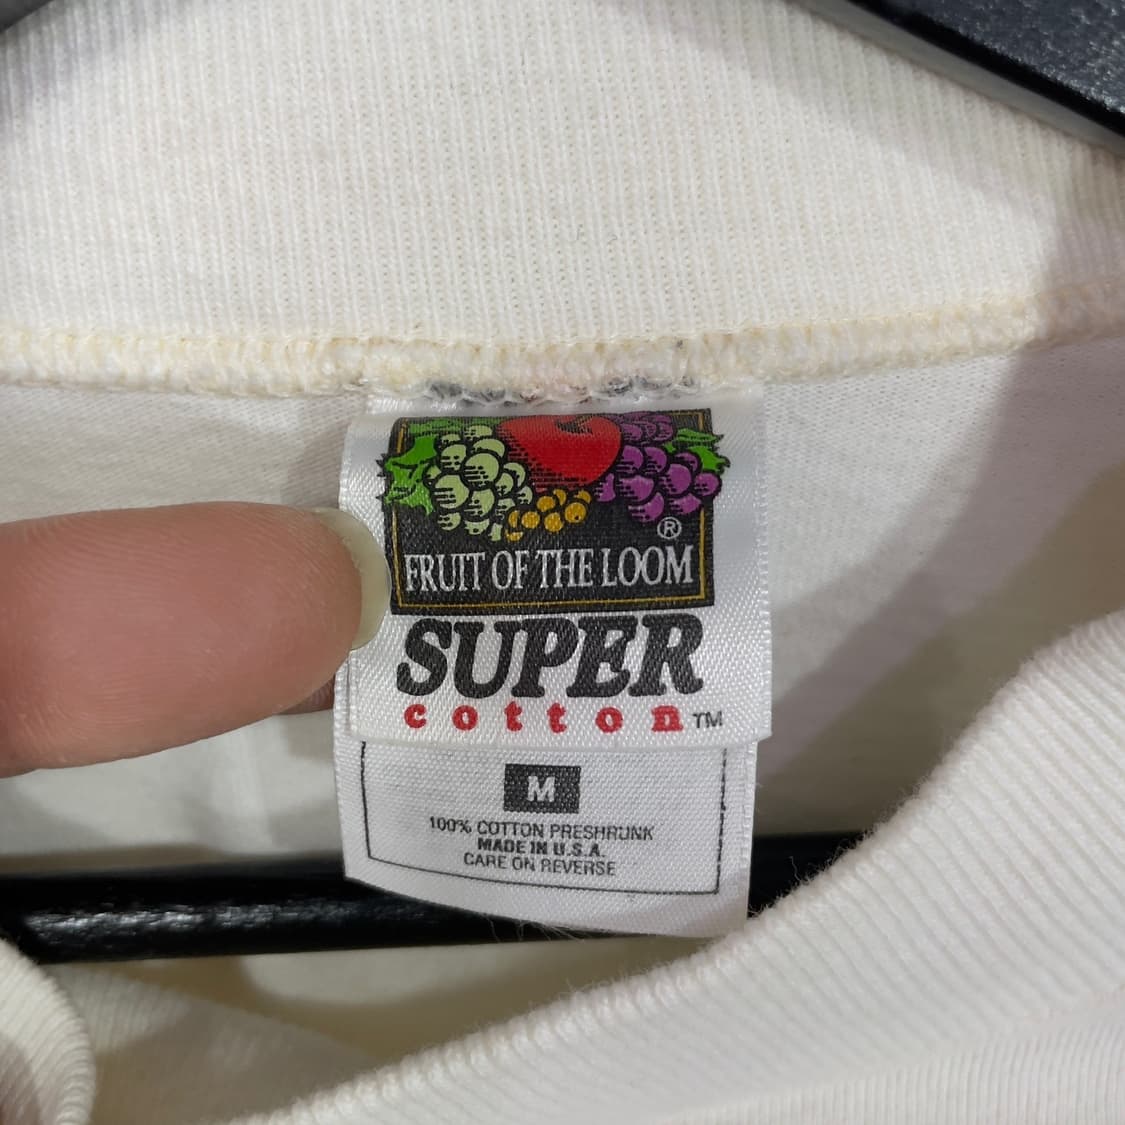 ®
FRUIT OF THE LOOM
SUPER
cotton™
M
100% COTTON PRESHRUNK
MADE IN U.S.A.
CARE ON REVERSE